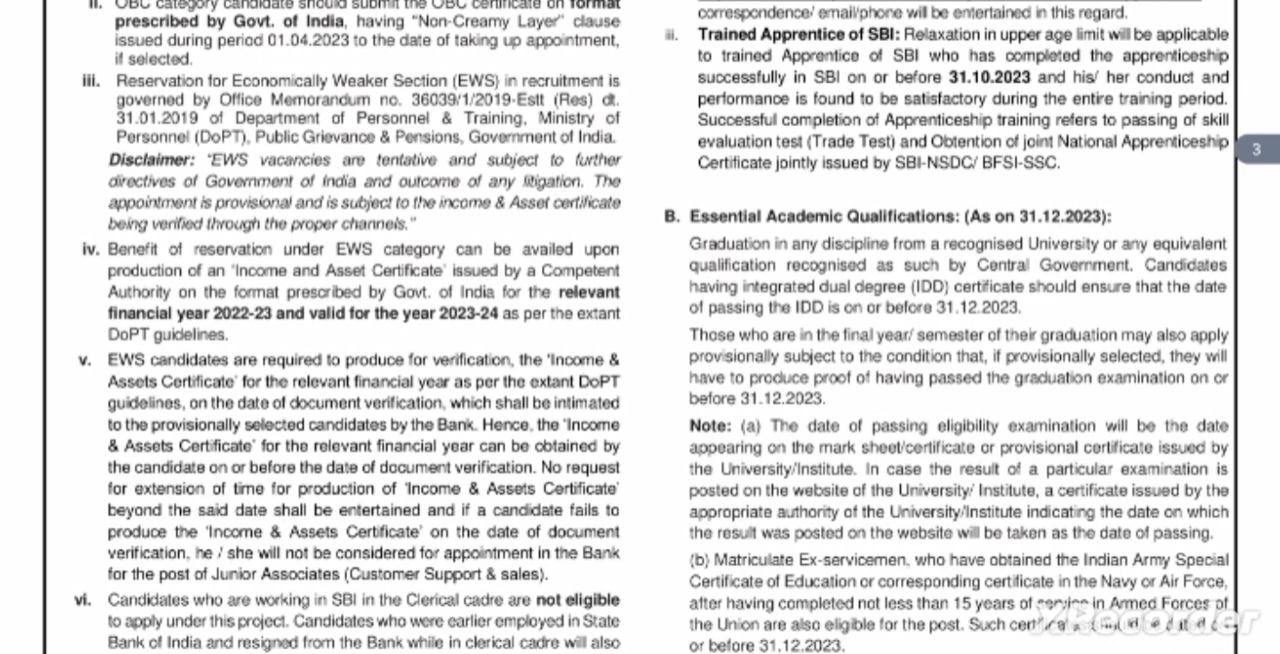 ii. OBC category candidate should submit the OBC certificate on format
prescribed by Govt. of India, having “Non-Creamy Layer” clause
issued during period 01.04.2023 to the date of taking up appointment,
if selected.
iii. Reservation for Economically Weaker Section (EWS) in recruitment is
governed by Office Memorandum no. 36039/1/2019-Estt (Res) dt.
31.01.2019 of Department of Personnel & Training, Ministry of
Personnel (DoPT), Public Grievance & Pensions, Government of India.
Disclaimer: “EWS vacancies are tentative and subject to further
directives of Government of India and outcome of any litigation. The
appointment is provisional and is subject to the income & Asset certificate
being verified through the proper channels.”
iv. Benefit of reservation under EWS category can be availed upon
production of an ‘Income and Asset Certificate’ issued by a Competent
Authority on the format prescribed by Govt. of India for the relevant
financial year 2022-23 and valid for the year 2023-24 as per the extant
DoPT guidelines.
v. EWS candidates are required to produce for verification, the ‘Income &
Assets Certificate’ for the relevant financial year as per the extant DoPT
guidelines, on the date of document verification, which shall be intimated
to the provisionally selected candidates by the Bank. Hence, the ‘Income
& Assets Certificate’ for the relevant financial year can be obtained by
the candidate on or before the date of document verification. No request
for extension of time for production of ‘Income & Assets Certificate’
beyond the said date shall be entertained and if a candidate fails to
produce the ‘Income & Assets Certificate’ on the date of document
verification, he / she will not be considered for appointment in the Bank
for the post of Junior Associates (Customer Support & sales).
vi. Candidates who are working in SBI in the Clerical cadre are not eligible
to apply under this project. Candidates who were earlier employed in State
Bank of India and resigned from the Bank while in clerical cadre will also
correspondence/ email/phone will be entertained in this regard.
ii. Trained Apprentice of SBI: Relaxation in upper age limit will be applicable
to trained Apprentice of SBI who has completed the apprenticeship
successfully in SBI on or before 31.10.2023 and his/ her conduct and
performance is found to be satisfactory during the entire training period.
Successful completion of Apprenticeship training refers to passing of skill
evaluation test (Trade Test) and Obtention of joint National Apprenticeship
Certificate jointly issued by SBI-NSDC/ BFSI-SSC.
3
B. Essential Academic Qualifications: (As on 31.12.2023):
Graduation in any discipline from a recognised University or any equivalent
qualification recognised as such by Central Government. Candidates
having integrated dual degree (IDD) certificate should ensure that the date
of passing the IDD is on or before 31.12.2023.
Those who are in the final year/ semester of their graduation may also apply
provisionally subject to the condition that, if provisionally selected, they will
have to produce proof of having passed the graduation examination on or
before 31.12.2023.
Note: (a) The date of passing eligibility examination will be the date
appearing on the mark sheet/certificate or provisional certificate issued by
the University/Institute. In case the result of a particular examination is
posted on the website of the University/ Institute, a certificate issued by the
appropriate authority of the University/Institute indicating the date on which
the result was posted on the website will be taken as the date of passing.
(b) Matriculate Ex-servicemen, who have obtained the Indian Army Special
Certificate of Education or corresponding certificate in the Navy or Air Force,
after having completed not less than 15 years of service in Armed Forces of
the Union are also eligible for the post. Such
or before 31.12.2023.
XRecorder